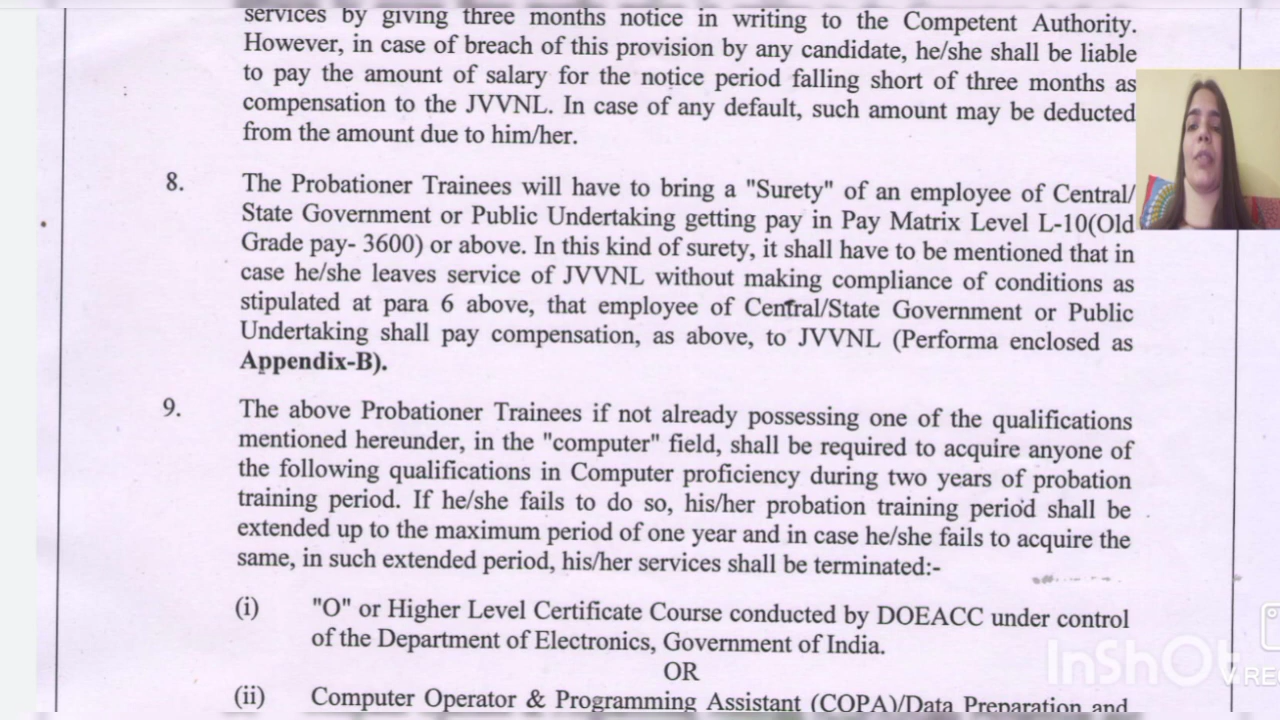 services by giving three months notice in writing to the Competent Authority.
However, in case of breach of this provision by any candidate, he/she shall be liable
to pay the amount of salary for the notice period falling short of three months as
compensation to the JVVNL. In case of any default, such amount may be deducted
from the amount due to him/her.
8. The Probationer Trainees will have to bring a "Surety" of an employee of Central/
State Government or Public Undertaking getting pay in Pay Matrix Level L-10(Old
Grade pay- 3600) or above. In this kind of surety, it shall have to be mentioned that in
case he/she leaves service of JVVNL without making compliance of conditions as
stipulated at para 6 above, that employee of Central/State Government or Public
Undertaking shall pay compensation, as above, to JVVNL (Performa enclosed as
Appendix-B).
9. The above Probationer Trainees if not already possessing one of the qualifications
mentioned hereunder, in the "computer" field, shall be required to acquire anyone of
the following qualifications in Computer proficiency during two years of probation
training period. If he/she fails to do so, his/her probation training period shall be
extended up to the maximum period of one year and in case he/she fails to acquire the
same, in such extended period, his/her services shall be terminated:-
(i) "O" or Higher Level Certificate Course conducted by DOEACC under control
of the Department of Electronics, Government of India.
OR
(ii) Computer Operator & Programming Assistant (COPA)/Data Preparation and
InShOt